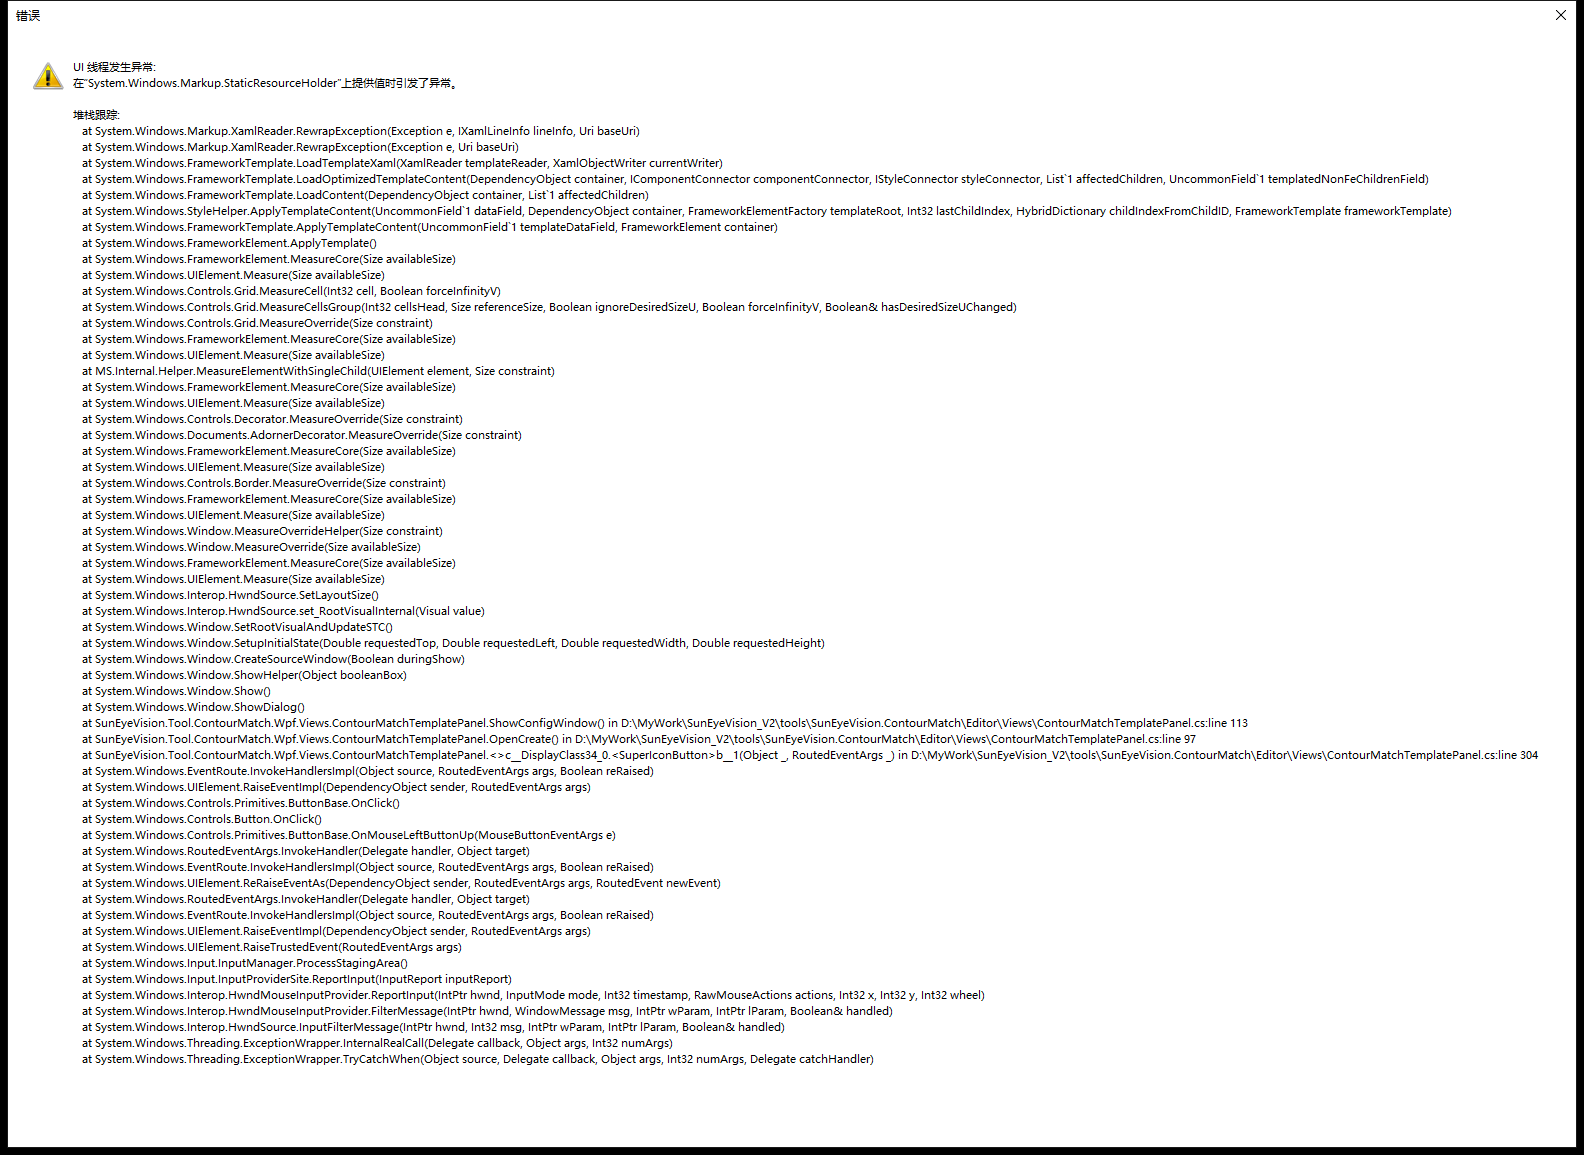 错误
UI 线程发生异常:
在"System.Windows.Markup.StaticResourceHolder"上提供值时引发了异常。
堆栈跟踪:
at System.Windows.Markup.XamlReader.RewrapException(Exception e, IXamlLineInfo lineInfo, Uri baseUri)
at System.Windows.Markup.XamlReader.RewrapException(Exception e, Uri baseUri)
at System.Windows.FrameworkTemplate.LoadTemplateXaml(XamlReader templateReader, XamlObjectWriter currentWriter)
at System.Windows.FrameworkTemplate.LoadOptimizedTemplateContent(DependencyObject container, IComponentConnector componentConnector, IStyleConnector styleConnector, List`1 affectedChildren, UncommonField`1 templatedNonFeChildrenField)
at System.Windows.FrameworkTemplate.LoadContent(DependencyObject container, List`1 affectedChildren)
at System.Windows.StyleHelper.ApplyTemplateContent(UncommonField`1 dataField, DependencyObject container, FrameworkElementFactory templateRoot, Int32 lastChildIndex, HybridDictionary childIndexFromChildID, FrameworkTemplate frameworkTemplate)
at System.Windows.FrameworkTemplate.ApplyTemplateContent(UncommonField`1 templateDataField, FrameworkElement container)
at System.Windows.FrameworkElement.ApplyTemplate()
at System.Windows.FrameworkElement.MeasureCore(Size availableSize)
at System.Windows.UIElement.Measure(Size availableSize)
at System.Windows.Controls.Grid.MeasureCell(Int32 cell, Boolean forceInfinityV)
at System.Windows.Controls.Grid.MeasureCellsGroup(Int32 cellsHead, Size referenceSize, Boolean ignoreDesiredSizeU, Boolean forceInfinityV, Boolean& hasDesiredSizeUChanged)
at System.Windows.Controls.Grid.MeasureOverride(Size constraint)
at System.Windows.FrameworkElement.MeasureCore(Size availableSize)
at System.Windows.UIElement.Measure(Size availableSize)
at MS.Internal.Helper.MeasureElementWithSingleChild(UIElement element, Size constraint)
at System.Windows.FrameworkElement.MeasureCore(Size availableSize)
at System.Windows.UIElement.Measure(Size availableSize)
at System.Windows.Controls.Decorator.MeasureOverride(Size constraint)
at System.Windows.Documents.AdornerDecorator.MeasureOverride(Size constraint)
at System.Windows.FrameworkElement.MeasureCore(Size availableSize)
at System.Windows.UIElement.Measure(Size availableSize)
at System.Windows.Controls.Border.MeasureOverride(Size constraint)
at System.Windows.FrameworkElement.MeasureCore(Size availableSize)
at System.Windows.UIElement.Measure(Size availableSize)
at System.Windows.Window.MeasureOverrideHelper(Size constraint)
at System.Windows.Window.MeasureOverride(Size availableSize)
at System.Windows.FrameworkElement.MeasureCore(Size availableSize)
at System.Windows.UIElement.Measure(Size availableSize)
at System.Windows.Interop.HwndSource.SetLayoutSize()
at System.Windows.Interop.HwndSource.set_RootVisualInternal(Visual value)
at System.Windows.Window.SetRootVisualAndUpdateSTC()
at System.Windows.Window.SetupInitialState(Double requestedTop, Double requestedLeft, Double requestedWidth, Double requestedHeight)
at System.Windows.Window.CreateSourceWindow(Boolean duringShow)
at System.Windows.Window.ShowHelper(Object booleanBox)
at System.Windows.Window.Show()
at System.Windows.Window.ShowDialog()
at SunEyeVision.Tool.ContourMatch.Wpf.Views.ContourMatchTemplatePanel.ShowConfigWindow() in D:\MyWork\SunEyeVision_V2\tools\SunEyeVision.ContourMatch\Editor\Views\ContourMatchTemplatePanel.cs:line 113
at SunEyeVision.Tool.ContourMatch.Wpf.Views.ContourMatchTemplatePanel.OpenCreate() in D:\MyWork\SunEyeVision_V2\tools\SunEyeVision.ContourMatch\Editor\Views\ContourMatchTemplatePanel.cs:line 97
at SunEyeVision.Tool.ContourMatch.Wpf.Views.ContourMatchTemplatePanel.<>c__DisplayClass34_0.<SuperIconButton>b__1(Object _, RoutedEventArgs _) in D:\MyWork\SunEyeVision_V2\tools\SunEyeVision.ContourMatch\Editor\Views\ContourMatchTemplatePanel.cs:line 304
at System.Windows.EventRoute.InvokeHandlersImpl(Object source, RoutedEventArgs args, Boolean reRaised)
at System.Windows.UIElement.RaiseEventImpl(DependencyObject sender, RoutedEventArgs args)
at System.Windows.Controls.Primitives.ButtonBase.OnClick()
at System.Windows.Controls.Button.OnClick()
at System.Windows.Controls.Primitives.ButtonBase.OnMouseLeftButtonUp(MouseButtonEventArgs e)
at System.Windows.RoutedEventArgs.InvokeHandler(Delegate handler, Object target)
at System.Windows.EventRoute.InvokeHandlersImpl(Object source, RoutedEventArgs args, Boolean reRaised)
at System.Windows.UIElement.ReRaiseEventAs(DependencyObject sender, RoutedEventArgs args, RoutedEvent newEvent)
at System.Windows.RoutedEventArgs.InvokeHandler(Delegate handler, Object target)
at System.Windows.EventRoute.InvokeHandlersImpl(Object source, RoutedEventArgs args, Boolean reRaised)
at System.Windows.UIElement.RaiseEventImpl(DependencyObject sender, RoutedEventArgs args)
at System.Windows.UIElement.RaiseTrustedEvent(RoutedEventArgs args)
at System.Windows.Input.InputManager.ProcessStagingArea()
at System.Windows.Input.InputProviderSite.ReportInput(InputReport inputReport)
at System.Windows.Interop.HwndMouseInputProvider.ReportInput(IntPtr hwnd, InputMode mode, Int32 timestamp, RawMouseActions actions, Int32 x, Int32 y, Int32 wheel)
at System.Windows.Interop.HwndMouseInputProvider.FilterMessage(IntPtr hwnd, WindowMessage msg, IntPtr wParam, IntPtr lParam, Boolean& handled)
at System.Windows.Interop.HwndSource.InputFilterMessage(IntPtr hwnd, Int32 msg, IntPtr wParam, IntPtr lParam, Boolean& handled)
at System.Windows.Threading.ExceptionWrapper.InternalRealCall(Delegate callback, Object args, Int32 numArgs)
at System.Windows.Threading.ExceptionWrapper.TryCatchWhen(Object source, Delegate callback, Object args, Int32 numArgs, Delegate catchHandler)